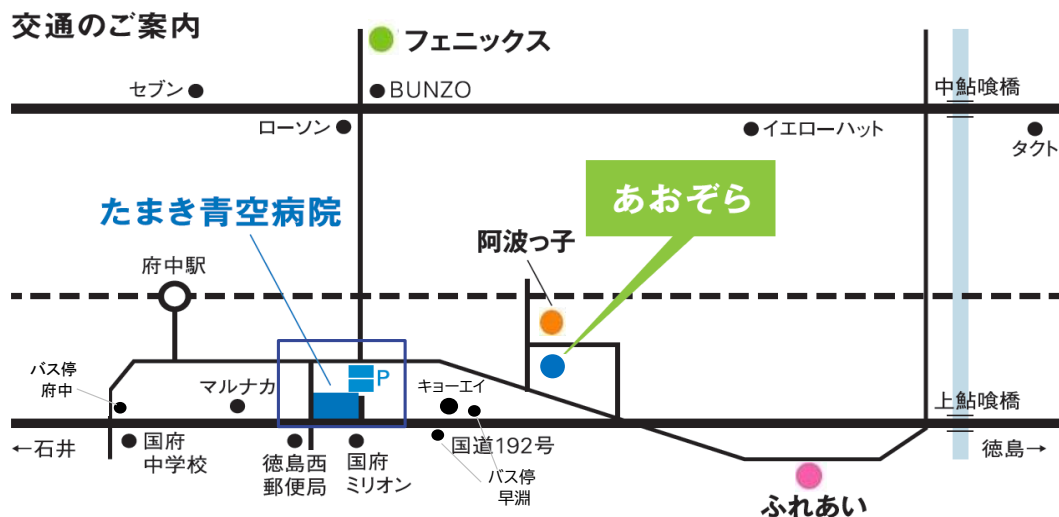 交通のご案内
フェニックス
セブン
BUNZO
中鮎喰橋
ローソン
イエローハット
タクト
あおぞら
たまき青空病院
阿波っ子
府中駅
バス停
府中
マルナカ
P
キョーエイ
上鮎喰橋
←石井
国府
中学校
徳島西
郵便局
国府
ミリオン
国道192号
徳島→
バス停
早淵
ふれあい